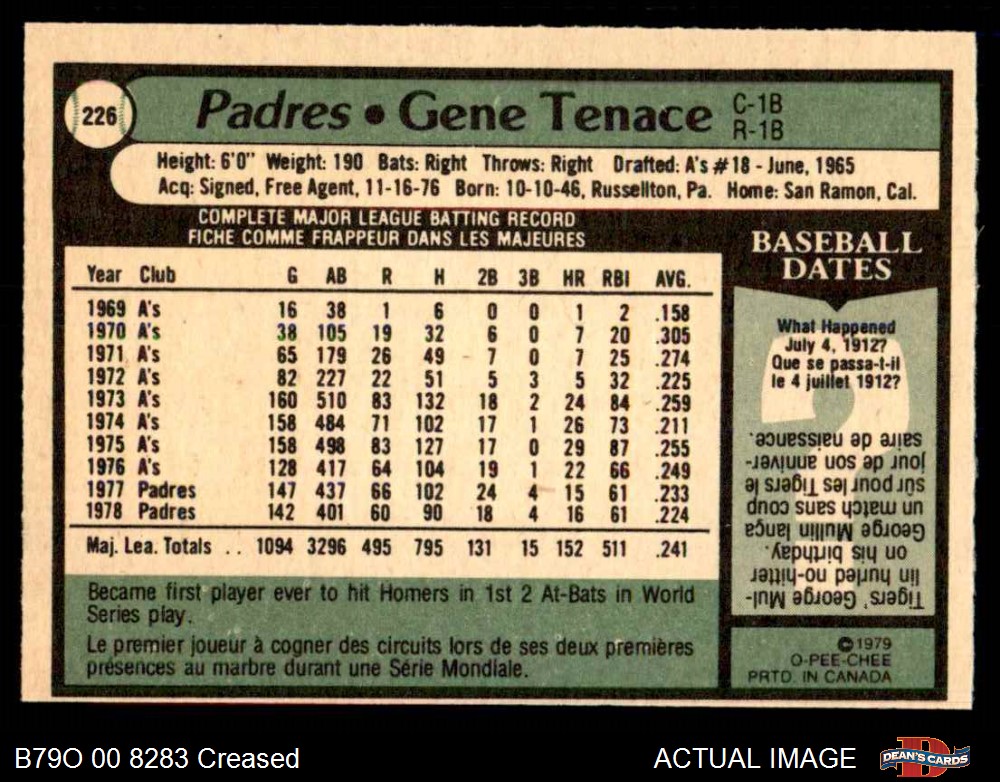 226
Padres • Gene Tenace C-1B
R-1B
Height: 6'0" Weight: 190 Bats: Right Throws: Right Drafted: A's #18 - June, 1965
Acq: Signed, Free Agent, 11-16-76 Born: 10-10-46, Russellton, Pa. Home: San Ramon, Cal.
COMPLETE MAJOR LEAGUE BATTING RECORD
FICHE COMME FRAPPEUR DANS LES MAJEURES
Year Club G AB R H 2B 3B HR RBI AVG.
1969 A's 16 38 1 6 0 0 1 2 .158
1970 A's 38 105 19 32 6 0 7 20 .305
1971 A's 65 179 26 49 7 0 7 25 .274
1972 A's 82 227 22 51 5 3 5 32 .225
1973 A's 160 510 83 132 18 2 24 84 .259
1974 A's 158 484 71 102 17 1 26 73 .211
1975 A's 158 498 83 127 17 0 29 87 .255
1976 A's 128 417 64 104 19 1 22 66 .249
1977 Padres 147 437 66 102 24 4 15 61 .233
1978 Padres 142 401 60 90 18 4 16 61 .224
Maj. Lea. Totals .. 1094 3296 495 795 131 15 152 511 .241
Became first player ever to hit Homers in 1st 2 At-Bats in World
Series play.
Le premier joueur à cogner des circuits lors de ses deux premières
présences au marbre durant une Série Mondiale.
BASEBALL
DATES
What Happened
July 4, 1912?
Que se passa-t-il
le 4 juillet 1912?
Tigers' George Mul-
lin hurled no-hitter
on his birthday.
George Mullin lança
un match sans coup
sûr pour les Tigers le
jour de son anniver-
saire de naissance.
©1979
O-PEE-CHEE
PRTD. IN CANADA
B79O 00 8283 Creased
ACTUAL IMAGE
DEAN'S CARDS